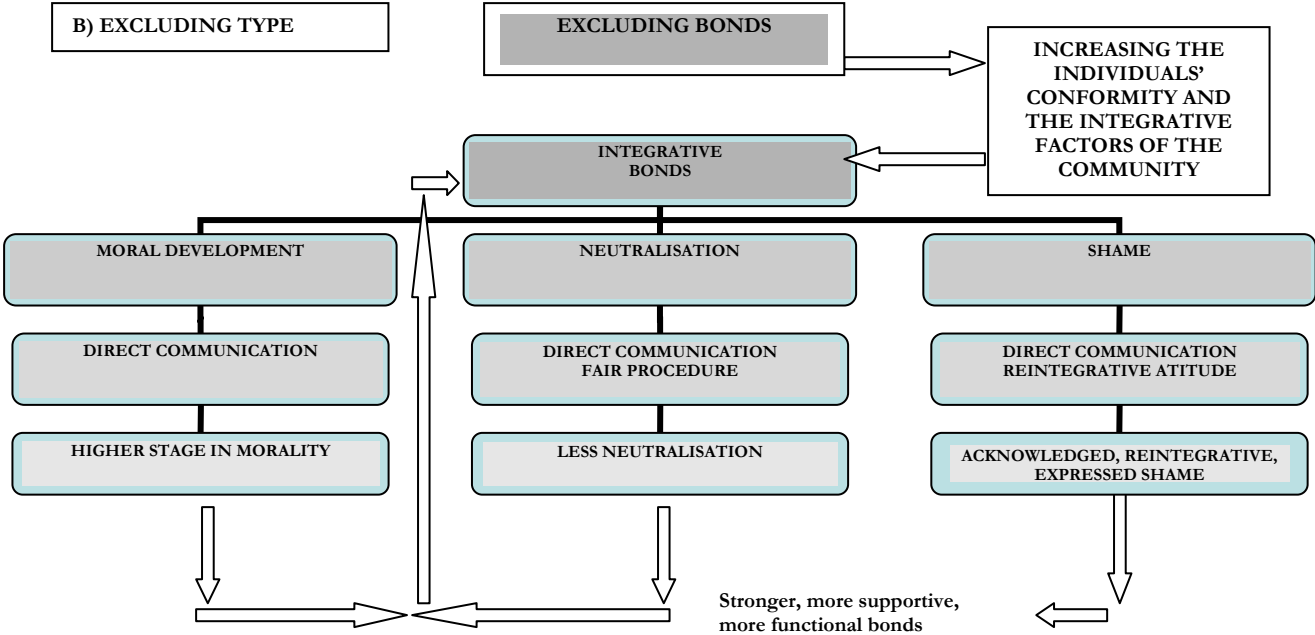 B) EXCLUDING TYPE
EXCLUDING BONDS
INCREASING THE
INDIVIDUALS’
CONFORMITY AND
THE INTEGRATIVE
FACTORS OF THE
COMMUNITY
INTEGRATIVE
BONDS
MORAL DEVELOPMENT
NEUTRALISATION
SHAME
DIRECT COMMUNICATION
DIRECT COMMUNICATION
FAIR PROCEDURE
DIRECT COMMUNICATION
REINTEGRATIVE ATITUDE
HIGHER STAGE IN MORALITY
LESS NEUTRALISATION
ACKNOWLEDGED, REINTEGRATIVE,
EXPRESSED SHAME
Stronger, more supportive,
more functional bonds